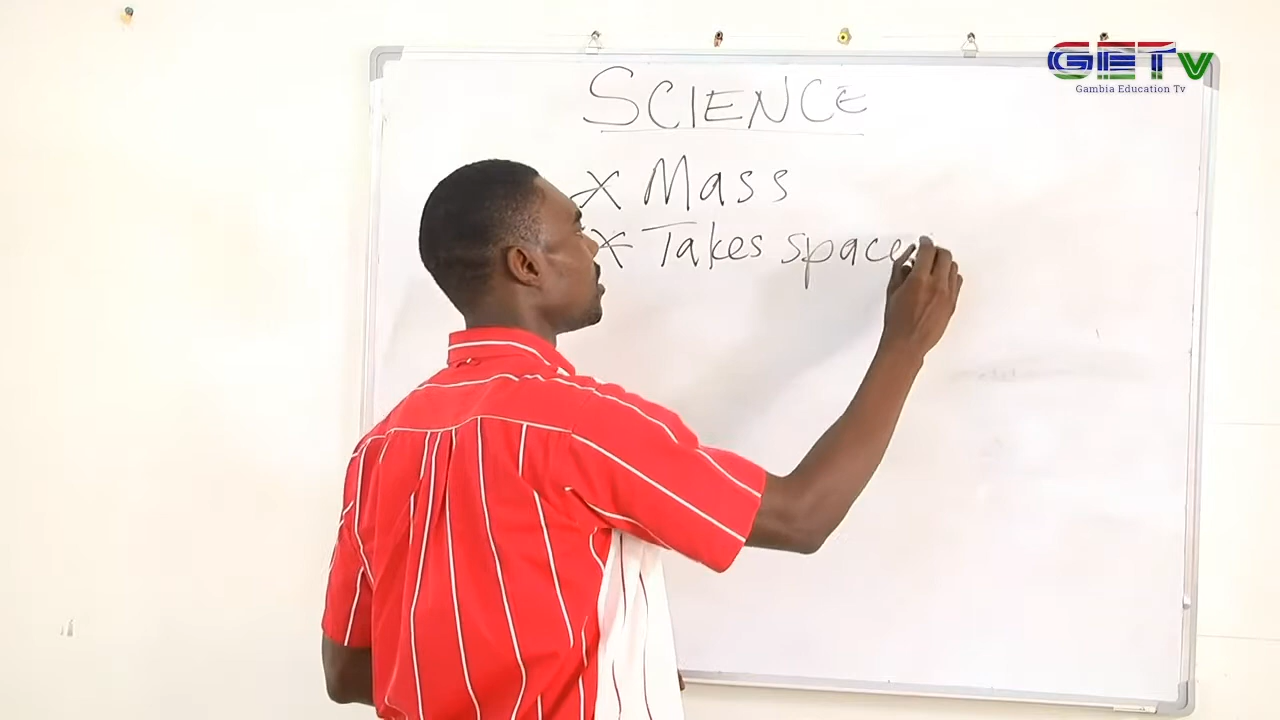 GETv
Gambia Education Tv
SCIENCE
x Mass
x Takes space